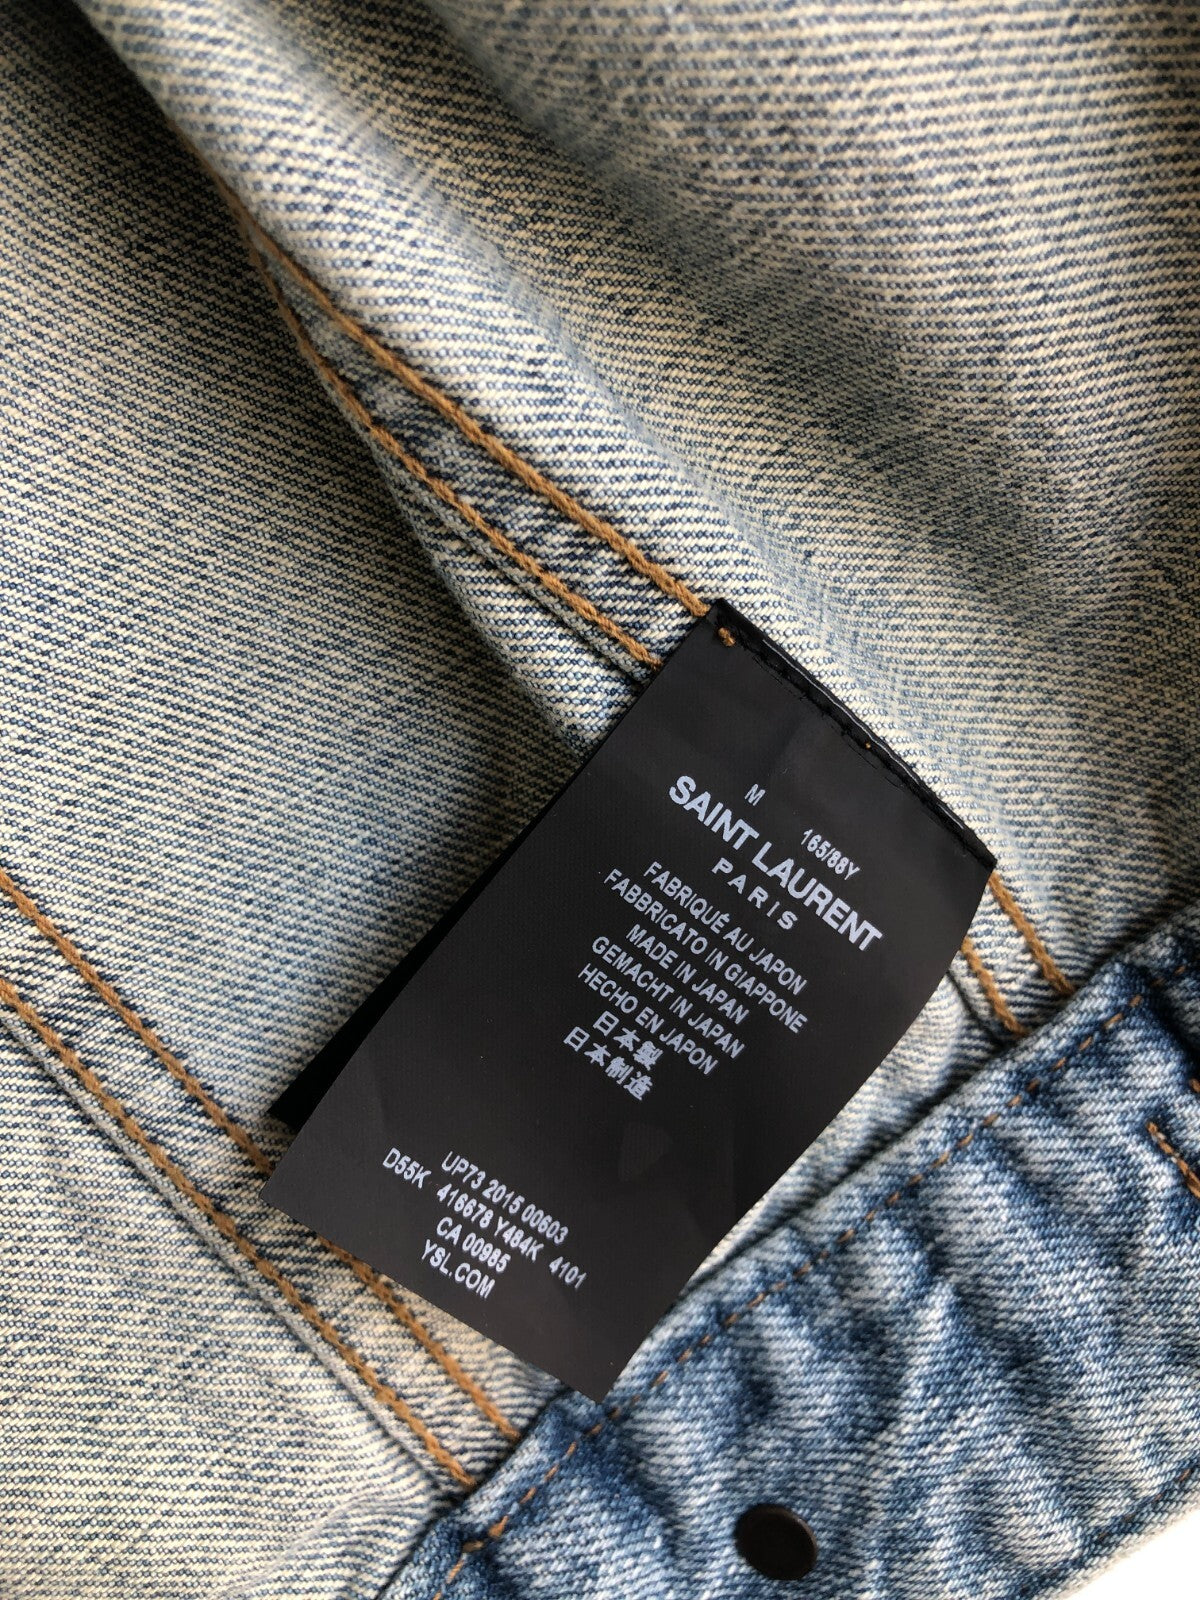 M 165/88Y
SAINT LAURENT
PARIS
FABRIQUÉ AU JAPON
FABBRICATO IN GIAPPONE
MADE IN JAPAN
GEMACHT IN JAPAN
HECHO EN JAPON
日本製
日本制造
UP73 2015 00603
D55K 416678 Y484K 4101
CA 00985
YSL.COM